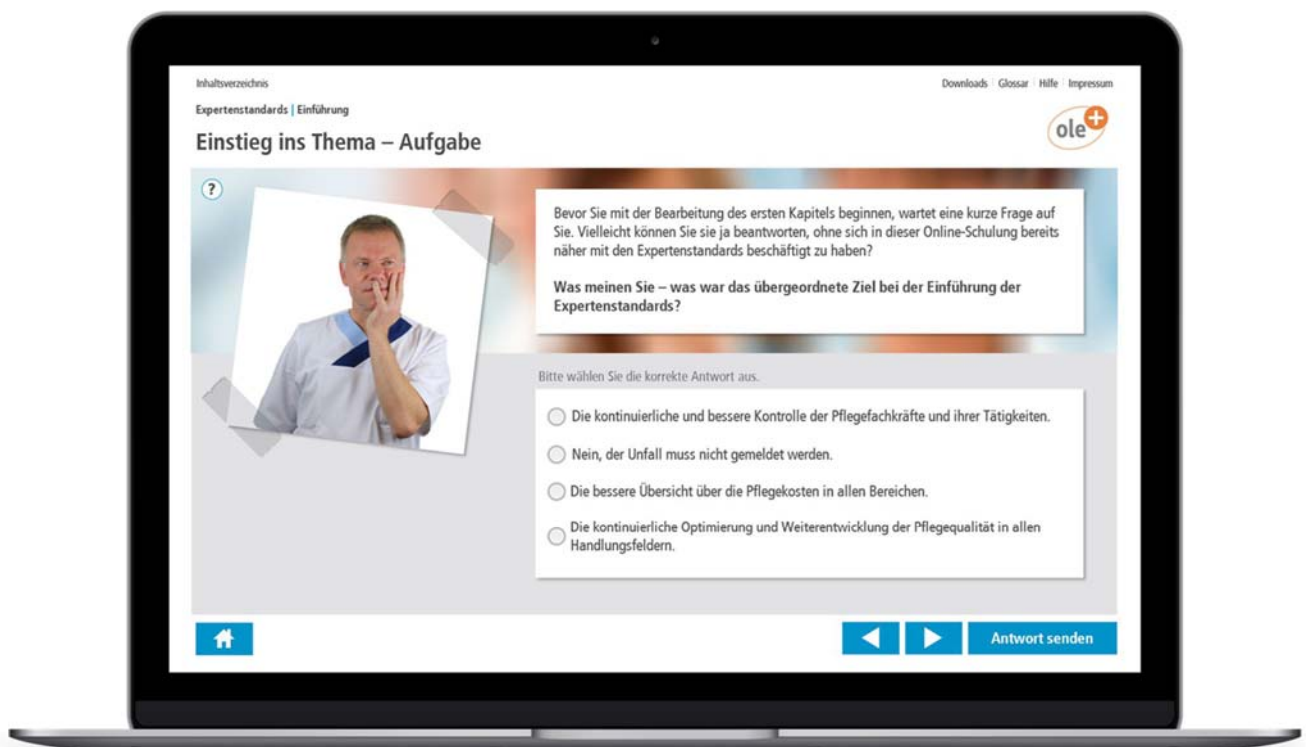 Inhaltsverzeichnis
Downloads | Glossar | Hilfe | Impressum
Expertenstandards | Einführung
Einstieg ins Thema – Aufgabe
ole+
?
Bevor Sie mit der Bearbeitung des ersten Kapitels beginnen, wartet eine kurze Frage auf
Sie. Vielleicht können Sie sie ja beantworten, ohne sich in dieser Online-Schulung bereits
näher mit den Expertenstandards beschäftigt zu haben?
Was meinen Sie – was war das übergeordnete Ziel bei der Einführung der
Expertenstandards?
Bitte wählen Sie die korrekte Antwort aus.
Die kontinuierliche und bessere Kontrolle der Pflegefachkräfte und ihrer Tätigkeiten.
Nein, der Unfall muss nicht gemeldet werden.
Die bessere Übersicht über die Pflegekosten in allen Bereichen.
Die kontinuierliche Optimierung und Weiterentwicklung der Pflegequalität in allen
Handlungsfeldern.
Antwort senden